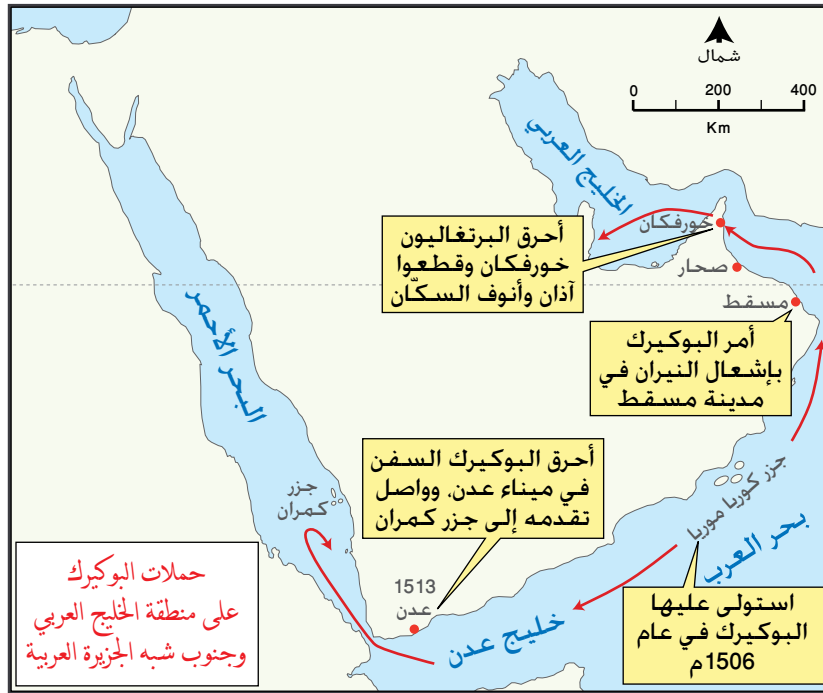 شمال
0 200 400
Km
الخليج العربي
خورفكان
صحار
مسقط
أحرق البرتغاليون
خورفكان وقطعوا
آذان وأنوف السكّان
أمر البوكيرك
بإشعال النيران في
مدينة مسقط
البحر الأحمر
جزر
كمران
أحرق البوكيرك السفن
في ميناء عدن، وواصل
تقدمه إلى جزر كمران
جزر كوريا موريا
بحر العرب
1513
عدن
خليج عدن
استولى عليها
البوكيرك في عام
1506م
حملات البوكيرك
على منطقة الخليج العربي
وجنوب شبه الجزيرة العربية